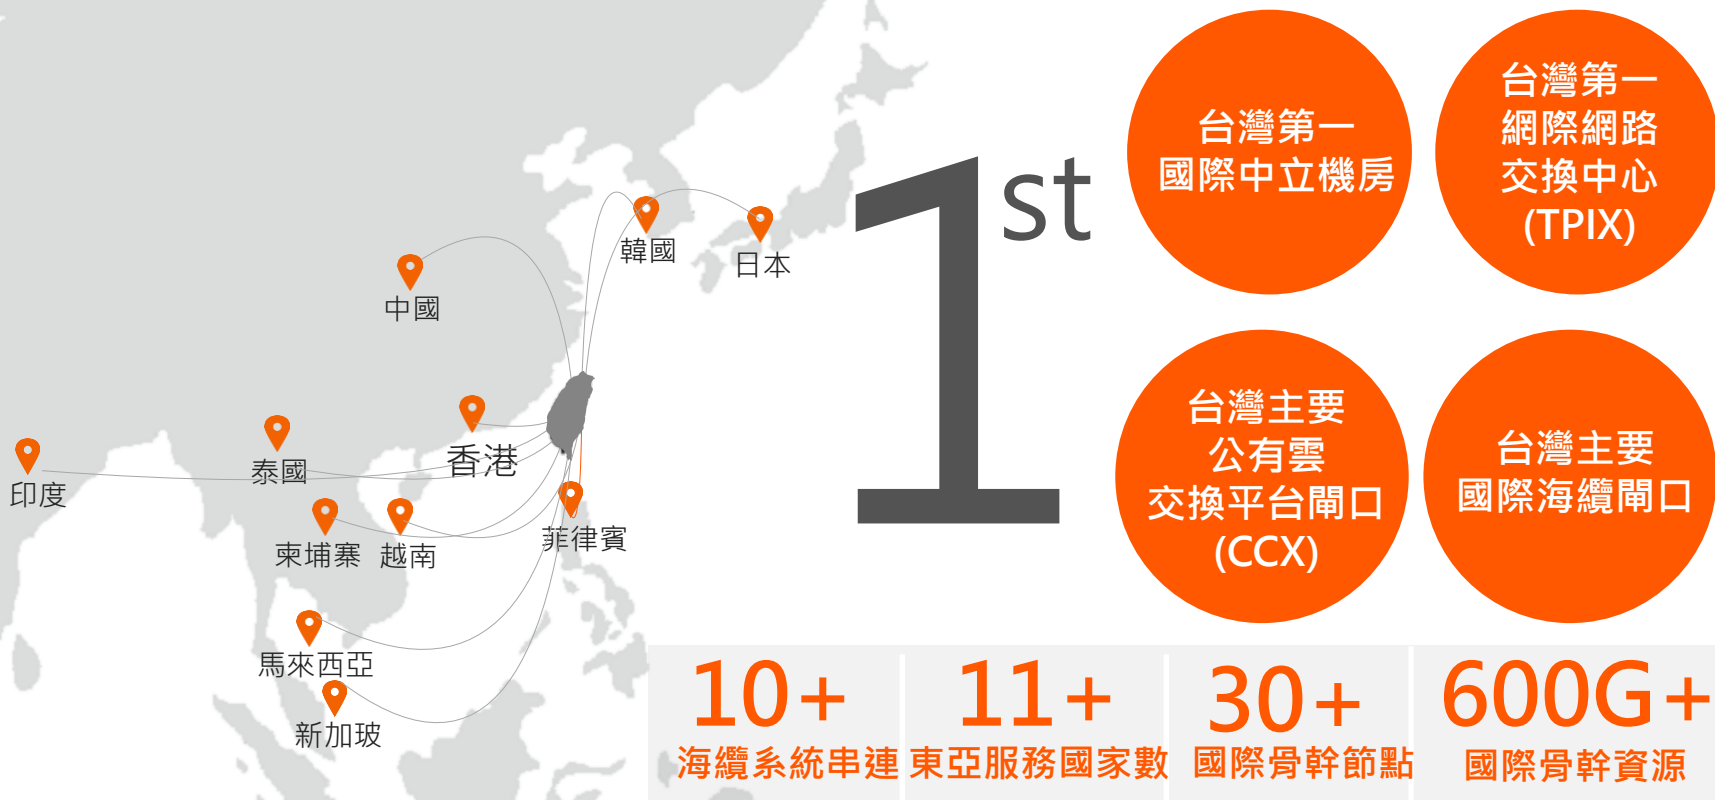 韓國
日本
中國
香港
泰國
印度
柬埔寨
越南
菲律賓
馬來西亞
新加玻
1st
台灣第一
國際中立機房
台灣第一
網際網路
交換中心
(TPIX)
台灣主要
公有雲
交換平台閘口
(CCX)
台灣主要
國際海纜閘口
10+
海纜系統串連
11+
東亞服務國家數
30+
國際骨幹節點
600G+
國際骨幹資源